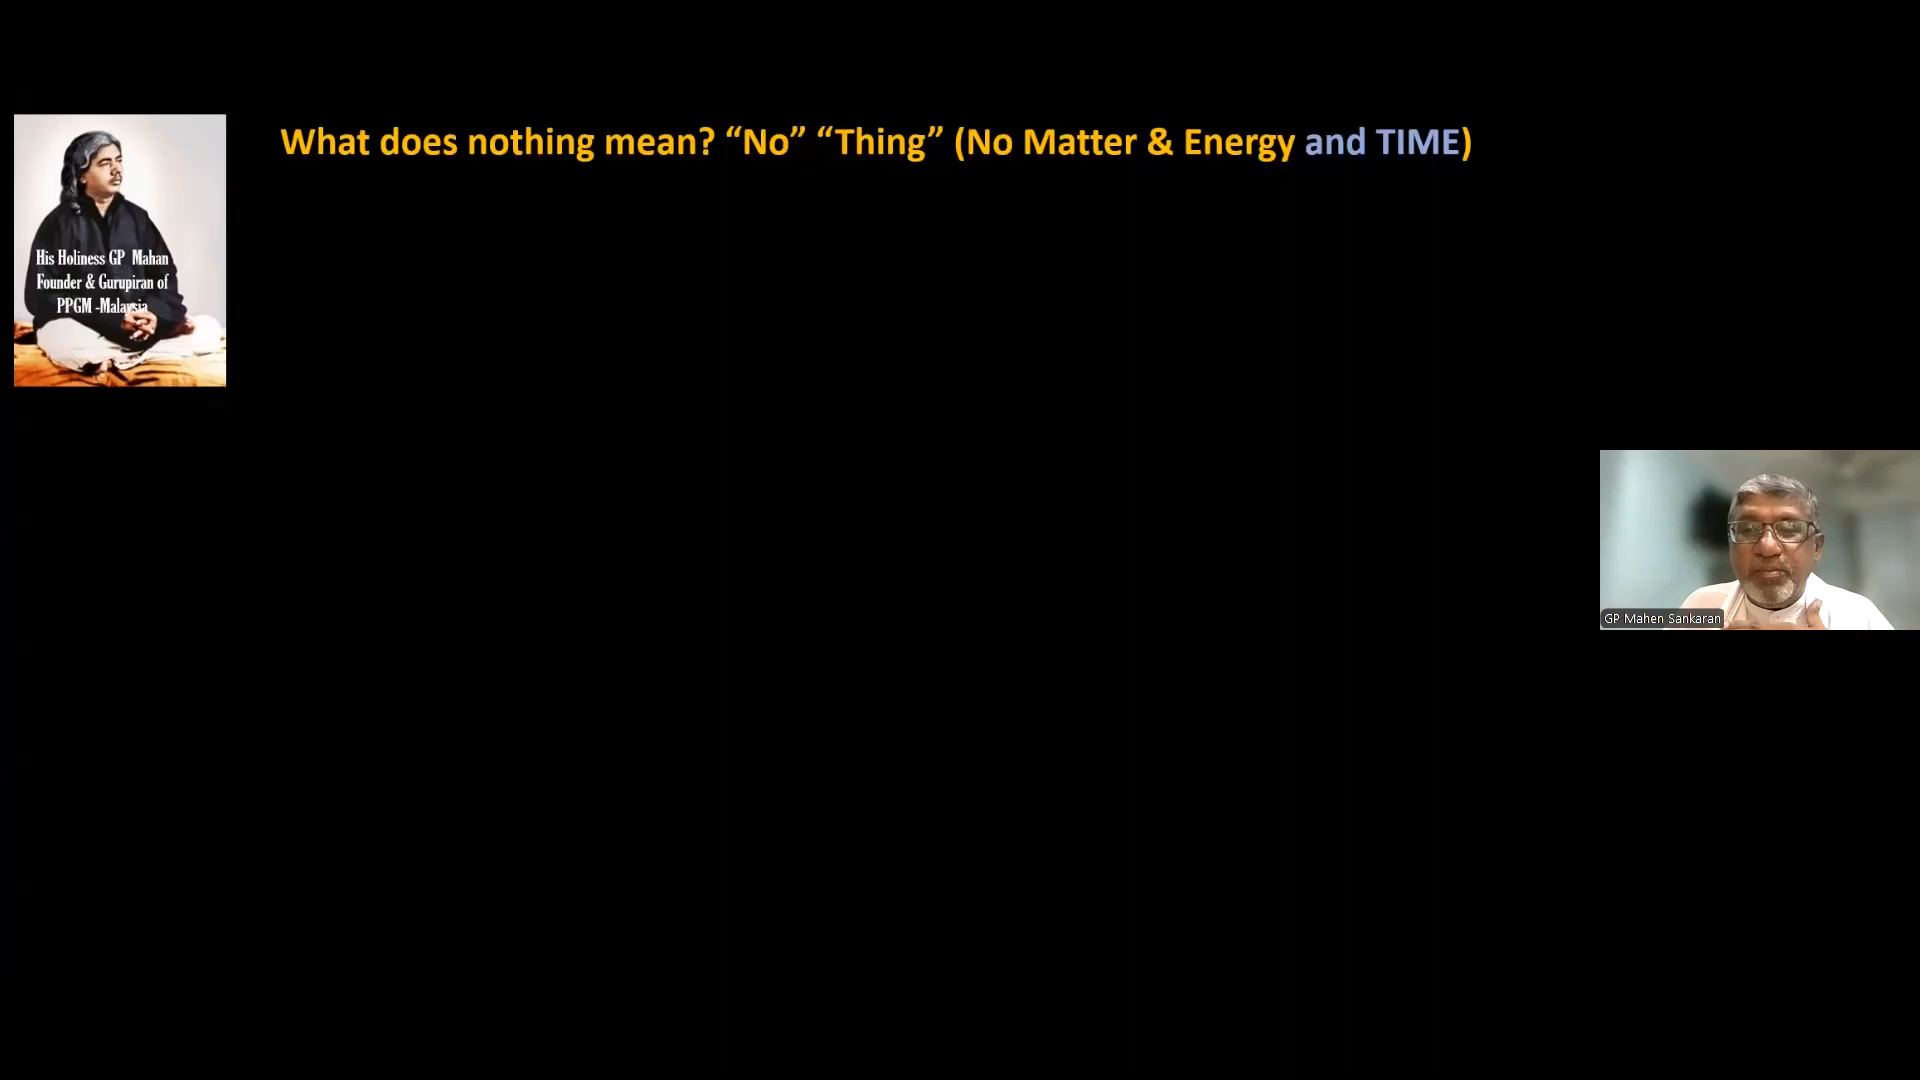 What does nothing mean? “No” “Thing” (No Matter & Energy and TIME)
His Holiness GP Mahan
Founder & Gurupiran of
PPGM -Malaysia
GP Mahen Sankaran